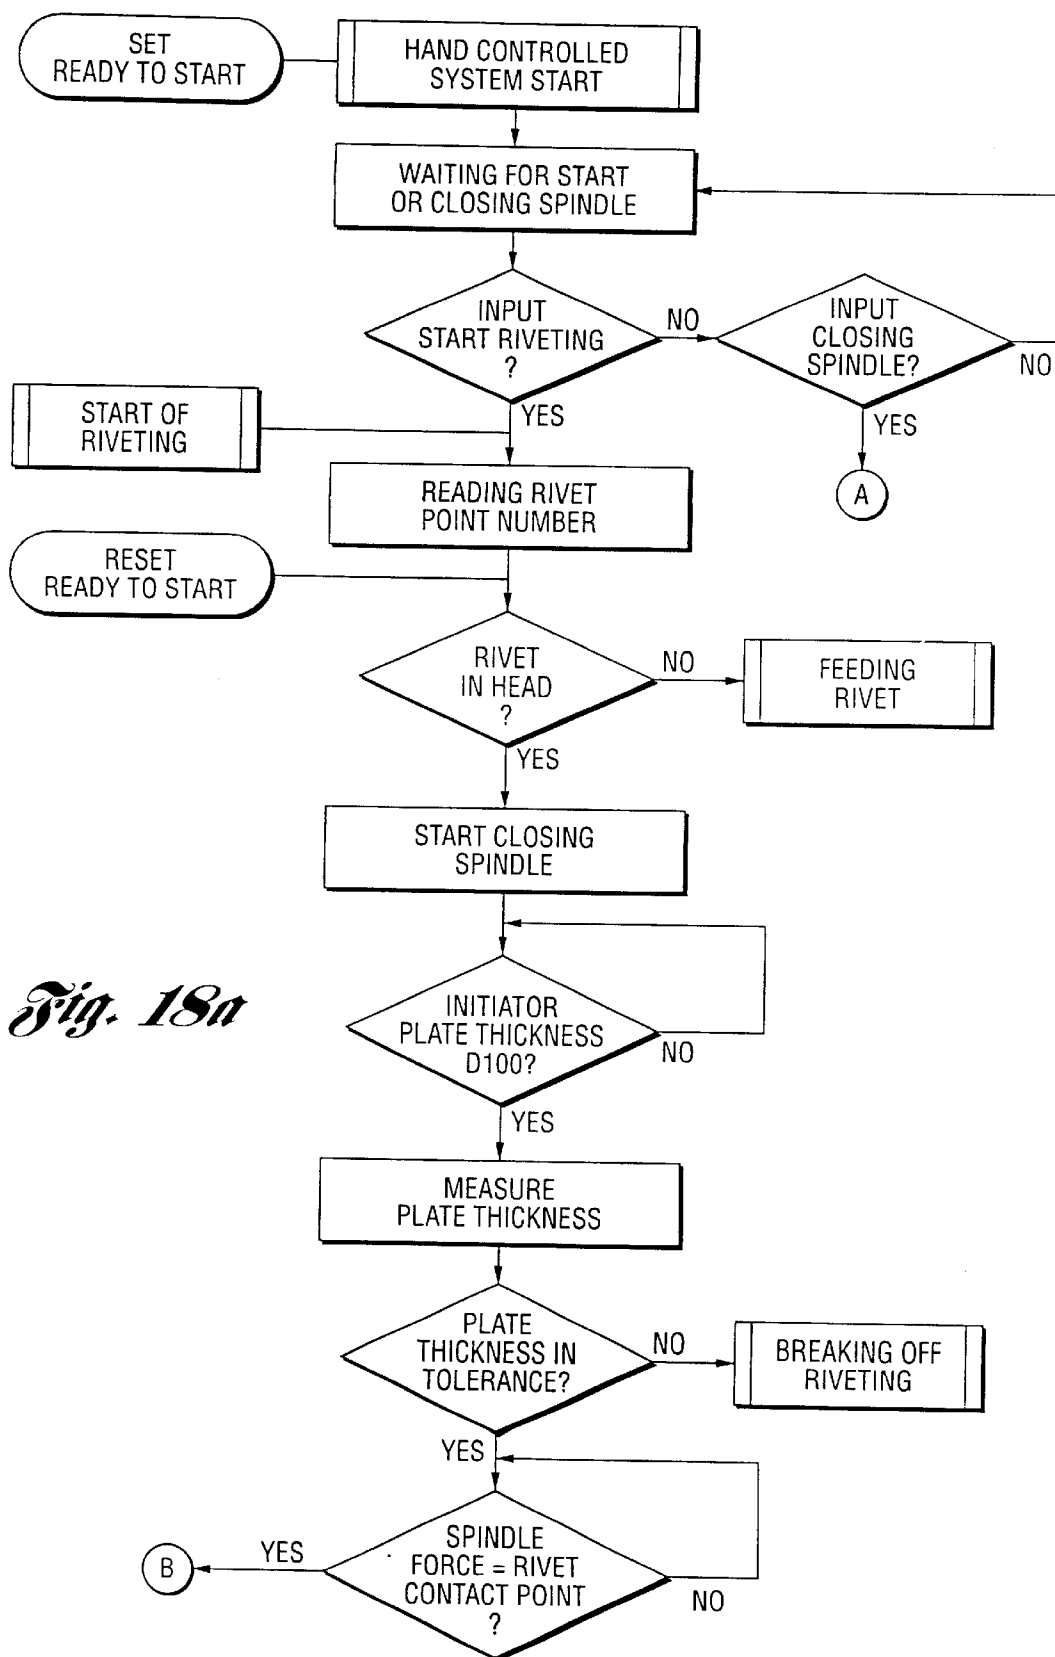 SET
READY TO START
HAND CONTROLLED
SYSTEM START
WAITING FOR START
OR CLOSING SPINDLE
INPUT
START RIVETING
?
NO
INPUT
CLOSING
SPINDLE?
NO
YES
YES
A
START OF
RIVETING
READING RIVET
POINT NUMBER
RESET
READY TO START
RIVET
IN HEAD
?
NO
FEEDING
RIVET
YES
START CLOSING
SPINDLE
Fig. 18a
INITIATOR
PLATE THICKNESS
D100?
NO
YES
MEASURE
PLATE THICKNESS
PLATE
THICKNESS IN
TOLERANCE?
NO
BREAKING OFF
RIVETING
YES
SPINDLE
FORCE = RIVET
CONTACT POINT
?
YES
B
NO